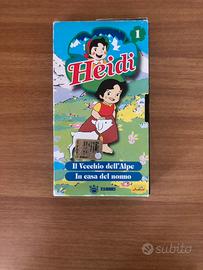 1
Heidi
Il Vecchio dell'Alpe
In casa del nonno
subito